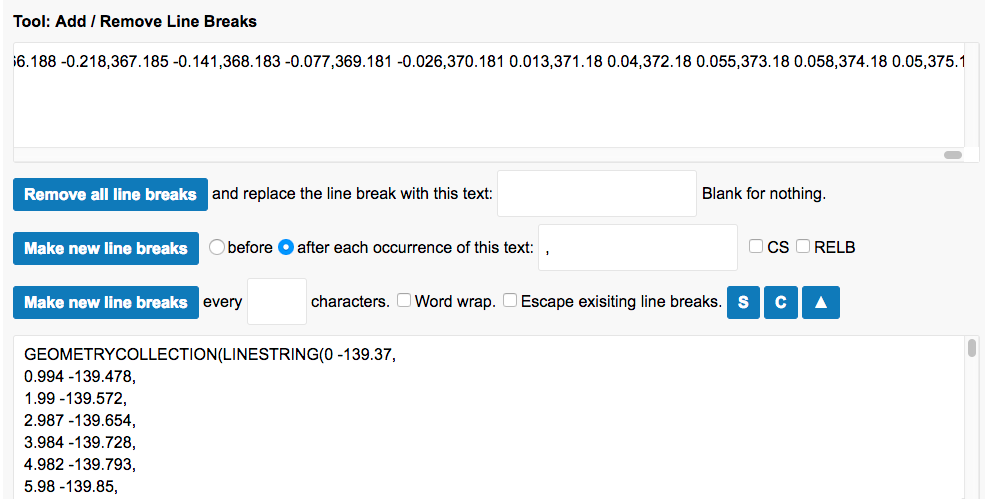 Tool: Add / Remove Line Breaks
66.188 -0.218,367.185 -0.141,368.183 -0.077,369.181 -0.026,370.181 0.013,371.18 0.04,372.18 0.055,373.18 0.058,374.18 0.05,375.1
Remove all line breaks and replace the line break with this text: Blank for nothing.
Make new line breaks before after each occurrence of this text: , CS RELB
Make new line breaks every characters. Word wrap. Escape exisiting line breaks. S C ▲
GEOMETRYCOLLECTION(LINESTRING(0 -139.37,
0.994 -139.478,
1.99 -139.572,
2.987 -139.654,
3.984 -139.728,
4.982 -139.793,
5.98 -139.85,